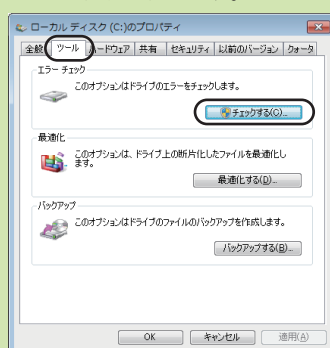 ローカル ディスク (C:)のプロパティ
全般 ツール ハードウェア 共有 セキュリティ 以前のバージョン クォータ
エラー チェック
このオプションはドライブのエラーをチェックします。
チェックする(C)...
最適化
このオプションは、ドライブ上の断片化したファイルを最適化し
ます。
最適化する(D)...
バックアップ
このオプションはドライブのファイルのバックアップを作成します。
バックアップする(B)...
OK キャンセル 適用(A)